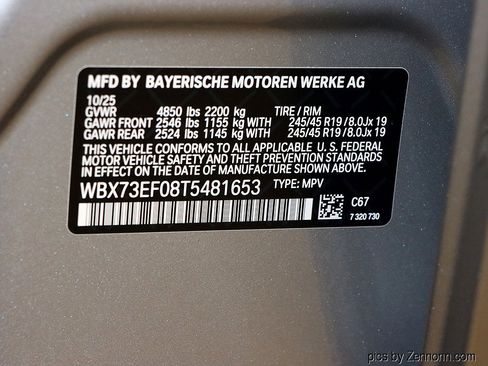 MFD BY BAYERISCHE MOTOREN WERKE AG
10/25
GVWR 4850 lbs 2200 kg TIRE / RIM
GAWR FRONT 2546 lbs 1155 kg WITH 245/45 R19 / 8.0Jx 19
GAWR REAR 2524 lbs 1145 kg WITH 245/45 R19 / 8.0Jx 19
THIS VEHICLE CONFORMS TO ALL APPLICABLE U. S. FEDERAL
MOTOR VEHICLE SAFETY AND THEFT PREVENTION STANDARDS
IN EFFECT ON THE DATE OF MANUFACTURE SHOWN ABOVE.
WBX73EF08T5481653 TYPE: MPV
C67
7 320 730
pics by Zennorin.com